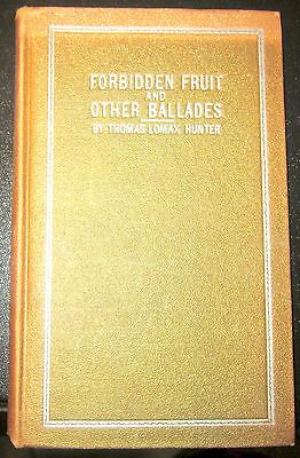 FORBIDDEN FRUIT
AND
OTHER BALLADES
BY THOMAS LOMAX HUNTER